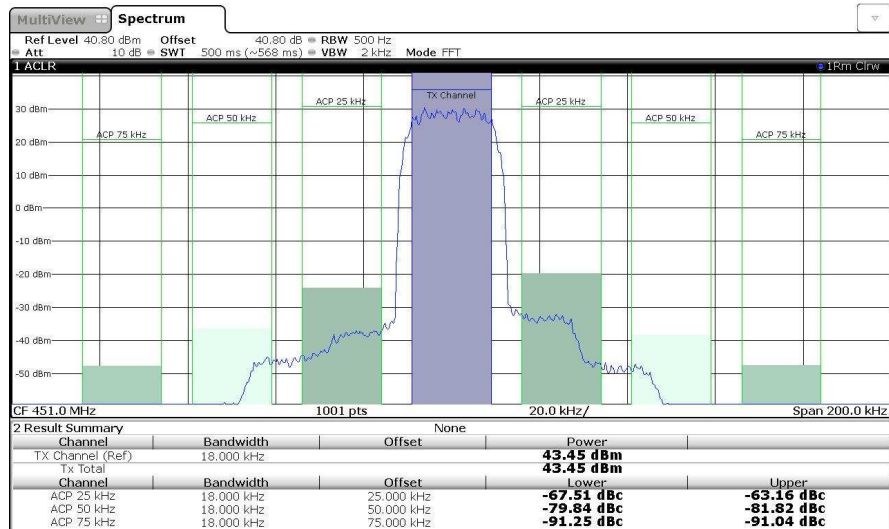 MultiView Spectrum
Ref Level 40.80 dBm Offset 40.80 dB RBW 500 Hz
Att 10 dB SWT 500 ms (~568 ms) VBW 2 kHz Mode FFT
1 ACLR 1Rm Clrw
TX Channel
ACP 25 kHz ACP 25 kHz
30 dBm
ACP 50 kHz ACP 50 kHz
ACP 75 kHz ACP 75 kHz
20 dBm
10 dBm
0 dBm
-10 dBm
-20 dBm
-30 dBm
-40 dBm
-50 dBm
CF 451.0 MHz 1001 pts 20.0 kHz/ Span 200.0 kHz
2 Result Summary None
Channel Bandwidth Offset Power
TX Channel (Ref) 18.000 kHz 43.45 dBm
Tx Total 43.45 dBm
Channel Bandwidth Offset Lower Upper
ACP 25 kHz 18.000 kHz 25.000 kHz -67.51 dBc -63.16 dBc
ACP 50 kHz 18.000 kHz 50.000 kHz -79.84 dBc -81.82 dBc
ACP 75 kHz 18.000 kHz 75.000 kHz -91.25 dBc -91.04 dBc